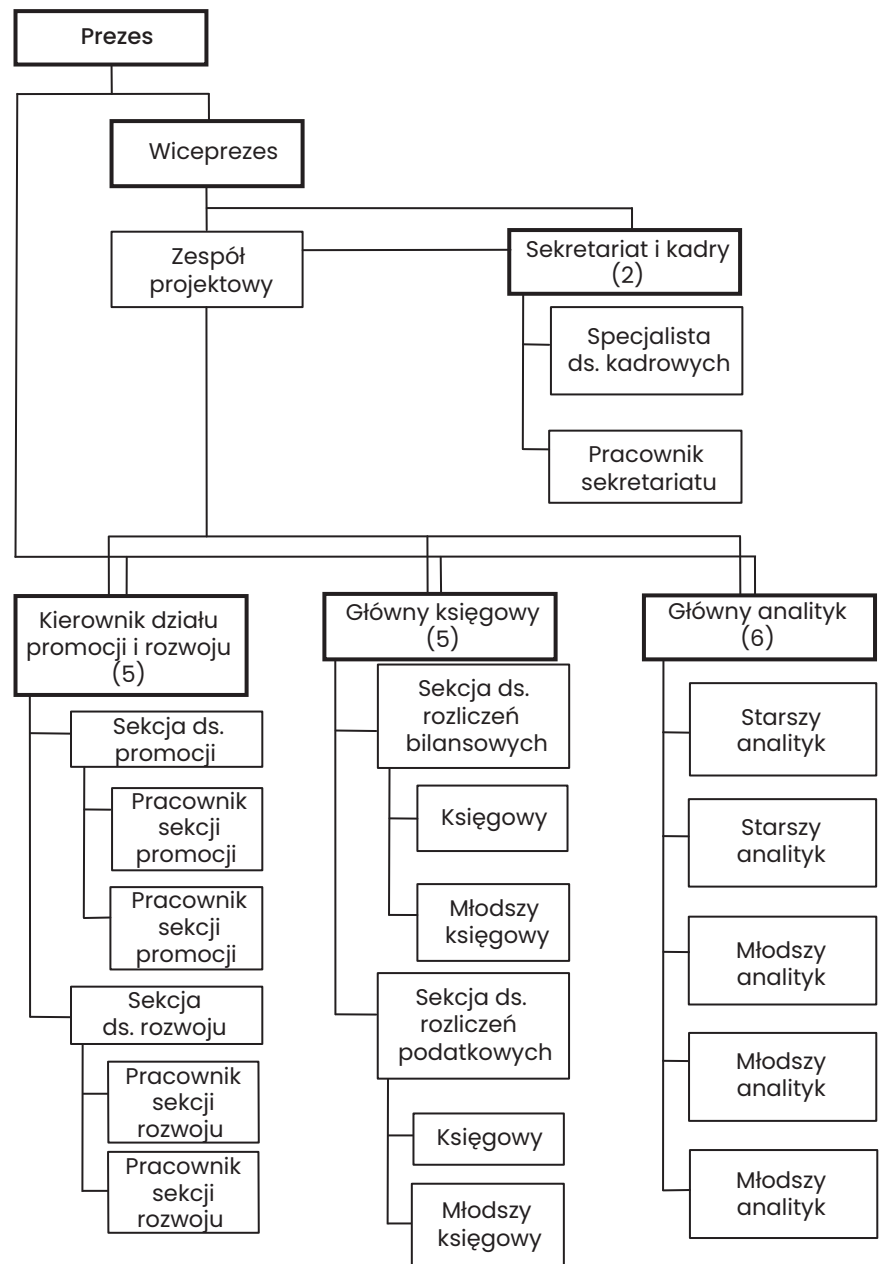 Prezes
Wiceprezes
Zespół
projektowy
Sekretariat i kadry
(2)
Specjalista
ds. kadrowych
Pracownik
sekretariatu
Kierownik działu
promocji i rozwoju
(5)
Sekcja ds.
promocji
Pracownik
sekcji
promocji
Pracownik
sekcji
promocji
Sekcja
ds. rozwoju
Pracownik
sekcji
rozwoju
Pracownik
sekcji
rozwoju
Główny księgowy
(5)
Sekcja ds.
rozliczeń
bilansowych
Księgowy
Młodszy
księgowy
Sekcja ds.
rozliczeń
podatkowych
Księgowy
Młodszy
księgowy
Główny analityk
(6)
Starszy
analityk
Starszy
analityk
Młodszy
analityk
Młodszy
analityk
Młodszy
analityk